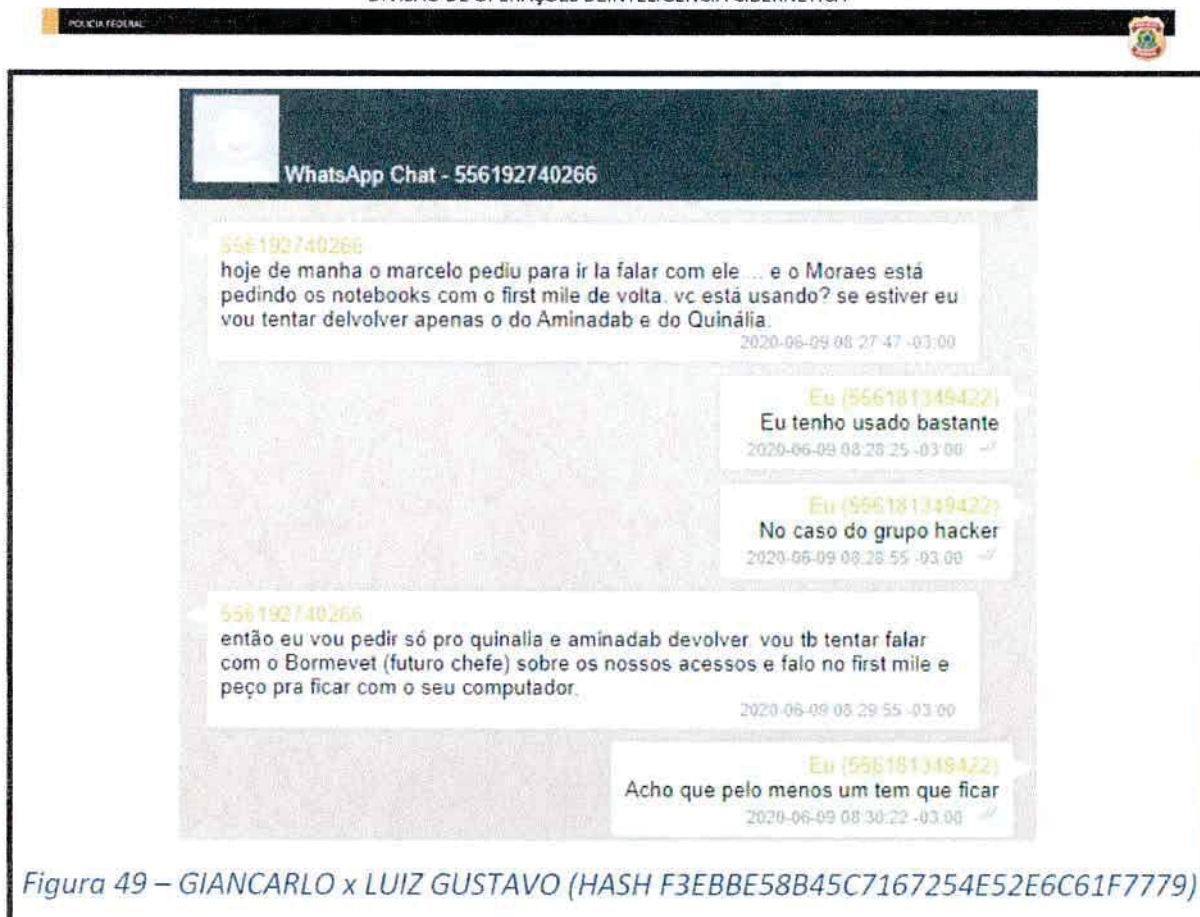 DIVISÃO DE OPERAÇÕES DE INTELIGÊNCIA CIBERNÉTICA
POLICIA FEDERAL
WhatsApp Chat - 556192740266
556192740266
hoje de manha o marcelo pediu para ir la falar com ele ... e o Moraes está
pedindo os notebooks com o first mile de volta. vc está usando? se estiver eu
vou tentar delvolver apenas o do Aminadab e do Quinália.
2020-06-09 08:27:47 -03:00
Eu (556181349422)
Eu tenho usado bastante
2020-06-09 08:28:25 -03:00
Eu (556181349422)
No caso do grupo hacker
2020-06-09 08:28:55 -03:00
556192740266
então eu vou pedir só pro quinalia e aminadab devolver. vou tb tentar falar
com o Bormevet (futuro chefe) sobre os nossos acessos e falo no first mile e
peço pra ficar com o seu computador.
2020-06-09 08:29:55 -03:00
Eu (556181349422)
Acho que pelo menos um tem que ficar
2020-06-09 08:30:22 -03:00
Figura 49 – GIANCARLO x LUIZ GUSTAVO (HASH F3EBBE58B45C7167254E52E6C61F7779)